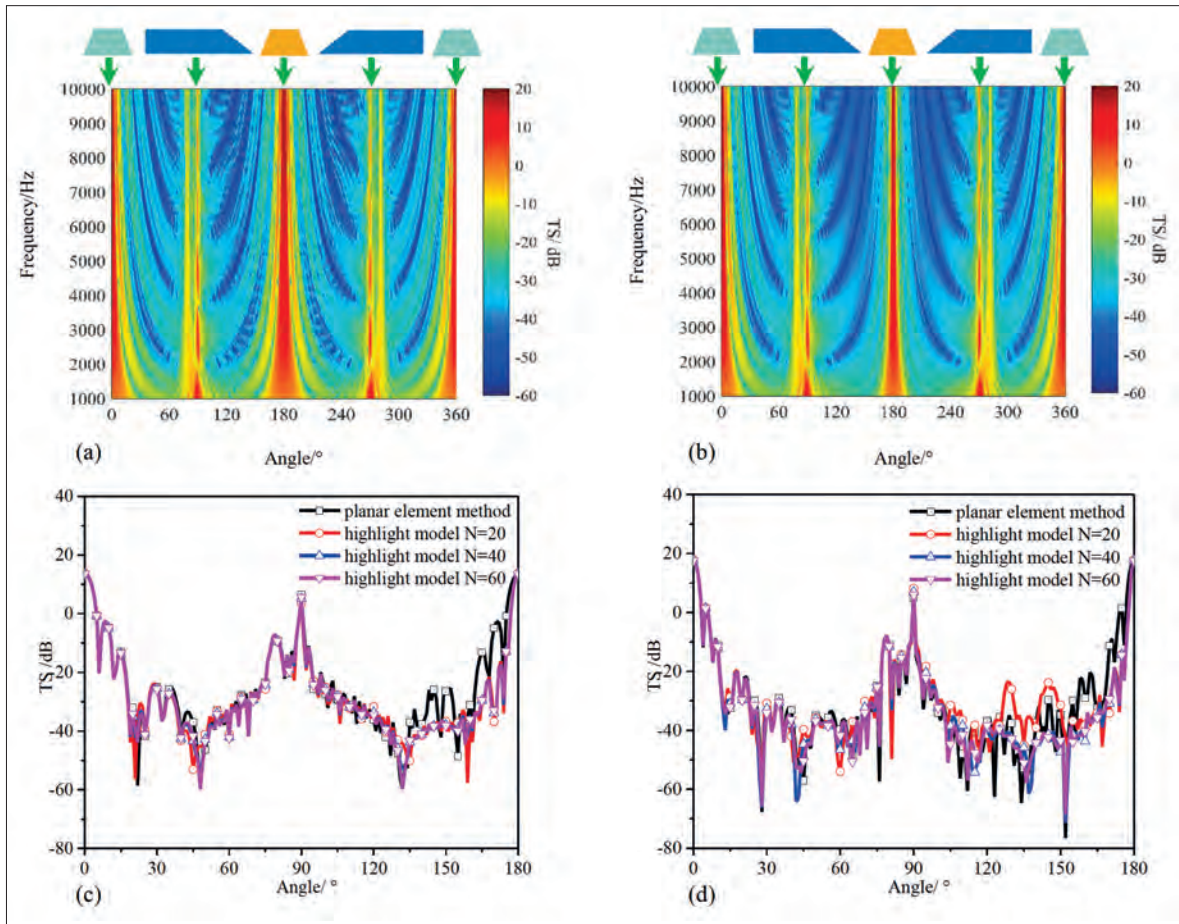 10000
9000
8000
7000
6000
5000
4000
3000
2000
1000
Frequency/Hz
0 60 120 180 240 300 360
Angle/°
20
10
0
-10
-20
-30
-40
-50
-60
TS/ dB
(a)
10000
9000
8000
7000
6000
5000
4000
3000
2000
1000
Frequency/Hz
0 60 120 180 240 300 360
Angle/°
20
10
0
-10
-20
-30
-40
-50
-60
TS/ dB
(b)
40
20
0
-20
-40
-60
-80
TS /dB
planar element method
highlight model N=20
highlight model N=40
highlight model N=60
0 30 60 90 120 150 180
Angle/ °
(c)
40
20
0
-20
-40
-60
-80
TS /dB
planar element method
highlight model N=20
highlight model N=40
highlight model N=60
0 30 60 90 120 150 180
Angle/ °
(d)